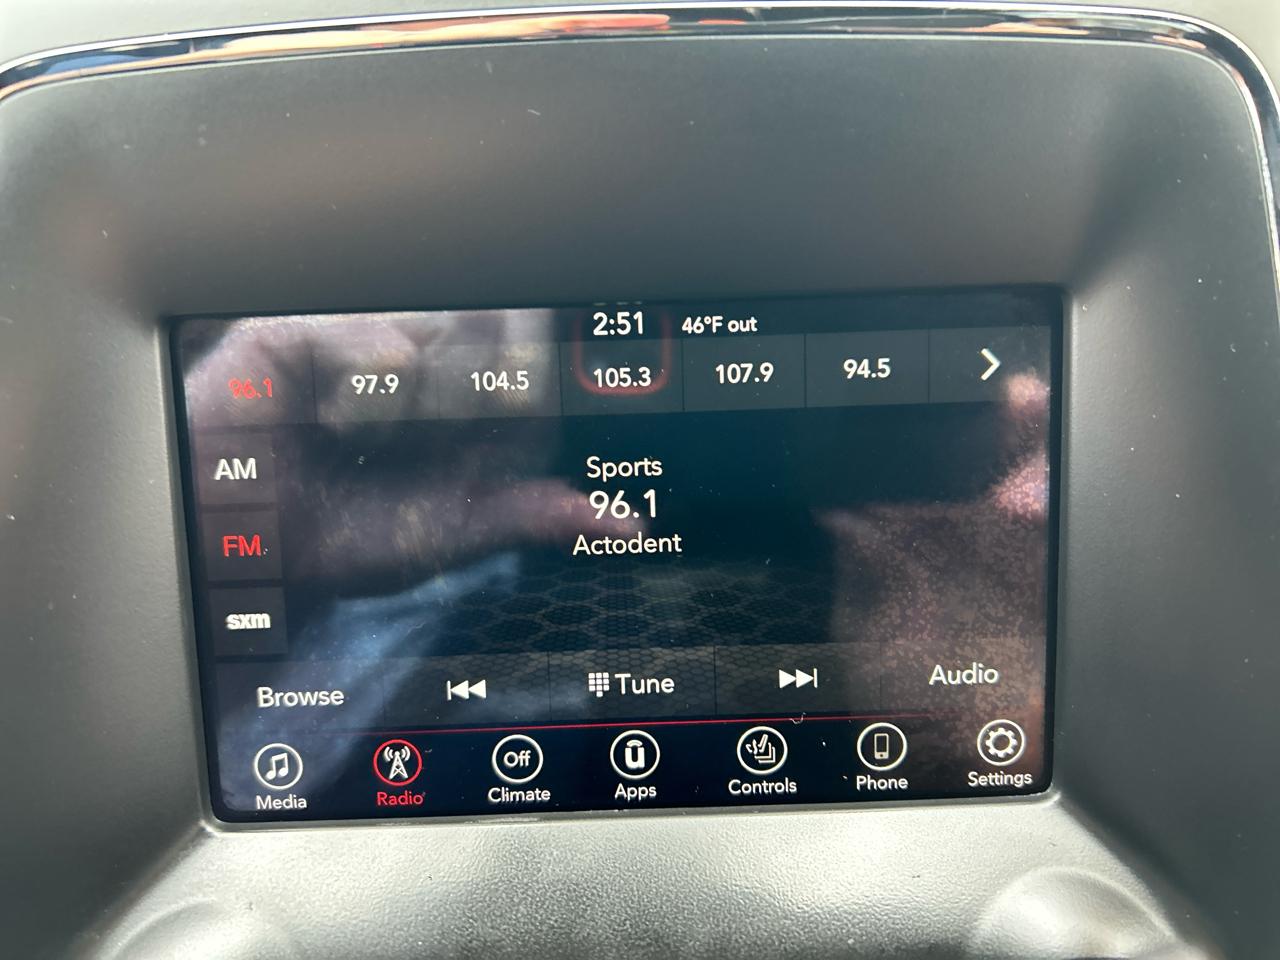 2:51 46°F out
96.1 97.9 104.5 105.3 107.9 94.5
AM
FM
sxm
Sports
96.1
Actodent
Browse Tune Audio
Off
Media Radio Climate Apps Controls Phone Settings